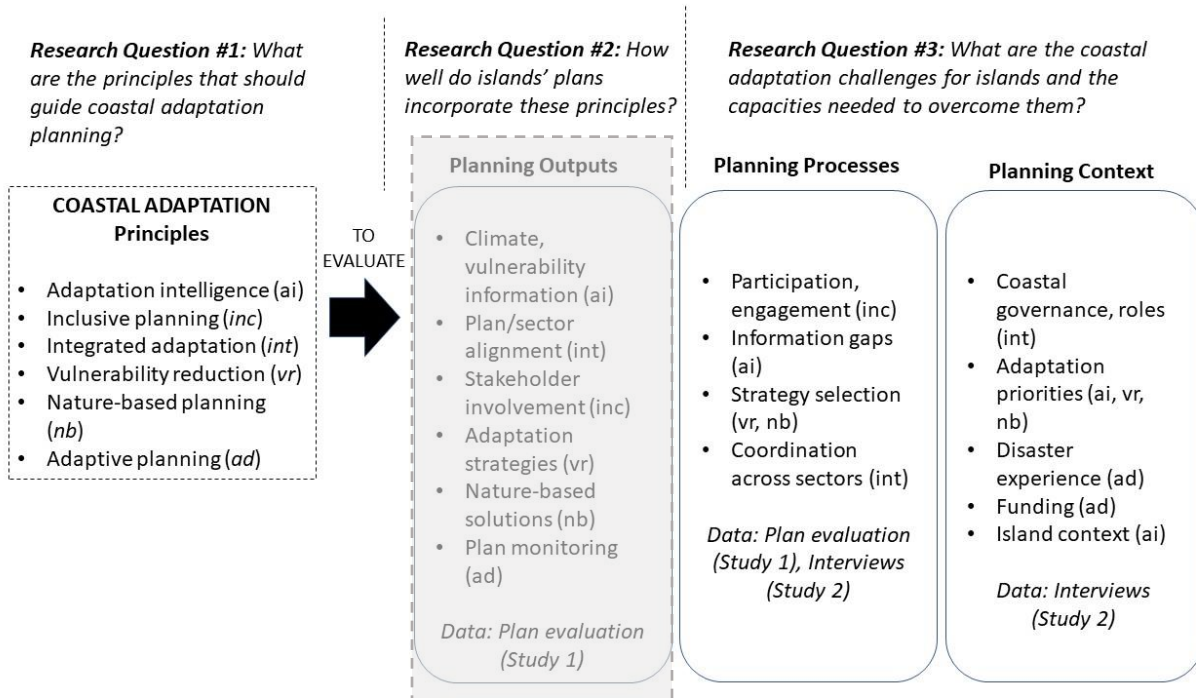 Research Question #1: What
are the principles that should
guide coastal adaptation
planning?
COASTAL ADAPTATION
Principles
• Adaptation intelligence (ai)
• Inclusive planning (inc)
• Integrated adaptation (int)
• Vulnerability reduction (vr)
• Nature-based planning
(nb)
• Adaptive planning (ad)
TO
EVALUATE
Research Question #2: How
well do islands’ plans
incorporate these principles?
Planning Outputs
• Climate,
vulnerability
information (ai)
• Plan/sector
alignment (int)
• Stakeholder
involvement (inc)
• Adaptation
strategies (vr)
• Nature-based
solutions (nb)
• Plan monitoring
(ad)
Data: Plan evaluation
(Study 1)
Research Question #3: What are the coastal
adaptation challenges for islands and the
capacities needed to overcome them?
Planning Processes
• Participation,
engagement (inc)
• Information gaps
(ai)
• Strategy selection
(vr, nb)
• Coordination
across sectors (int)
Data: Plan evaluation
(Study 1), Interviews
(Study 2)
Planning Context
• Coastal
governance, roles
(int)
• Adaptation
priorities (ai, vr,
nb)
• Disaster
experience (ad)
• Funding (ad)
• Island context (ai)
Data: Interviews
(Study 2)